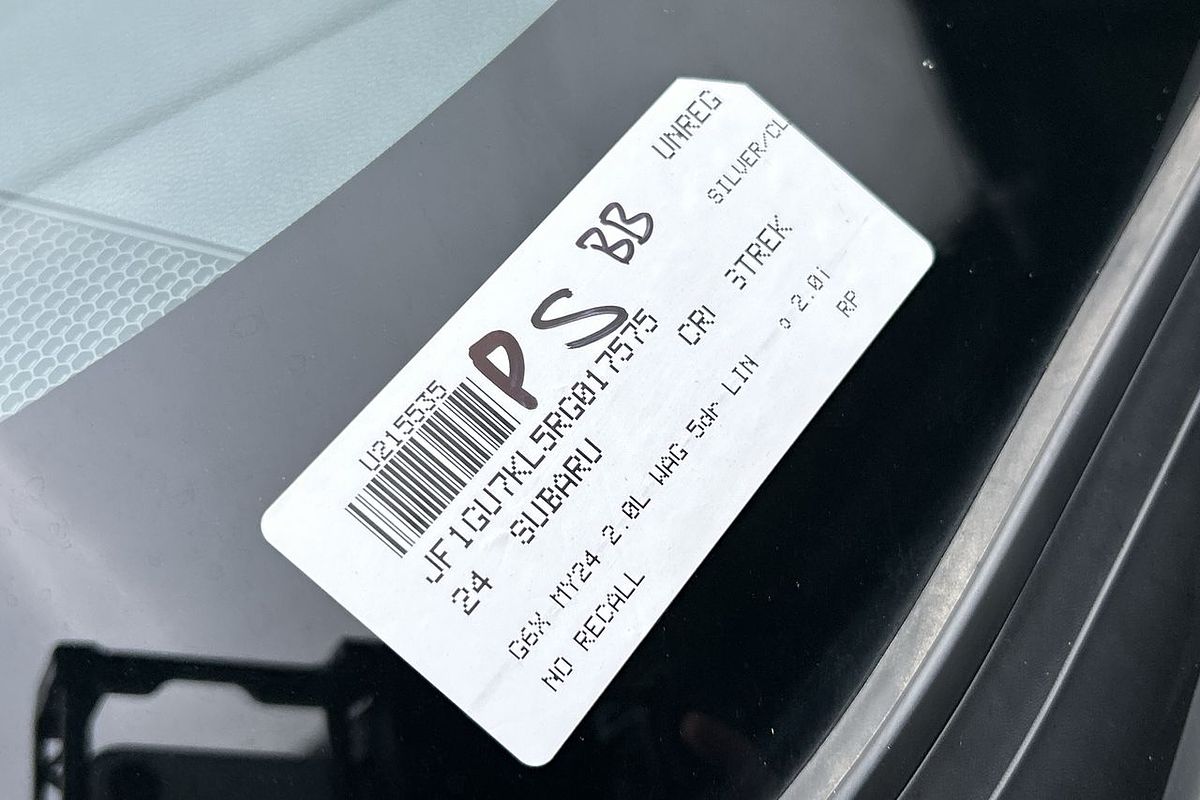 UNREG
BB
SILVER/CL
PS
U215535
JF1GU7KL5RG017575
24 SUBARU CRI STREK
G6X MY24 2.0L WAG 5dr LIN o 2.0i
NO RECALL RP